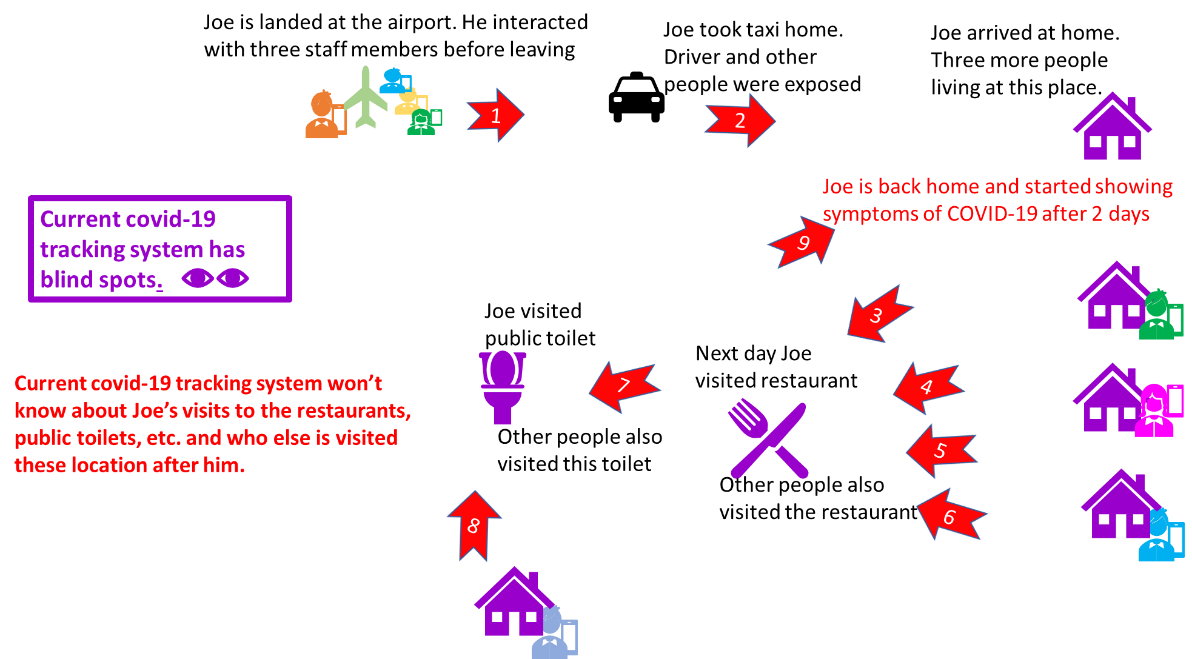 Joe is landed at the airport. He interacted
with three staff members before leaving
Joe took taxi home.
Driver and other
people were exposed
Joe arrived at home.
Three more people
living at this place.
1
2
Joe is back home and started showing
symptoms of COVID-19 after 2 days
Current covid-19
tracking system has
blind spots.
9
3
Joe visited
public toilet
Next day Joe
visited restaurant
7
4
Current covid-19 tracking system won't
know about Joe's visits to the restaurants,
public toilets, etc. and who else is visited
these location after him.
Other people also
visited this toilet
5
Other people also
visited the restaurant
6
8